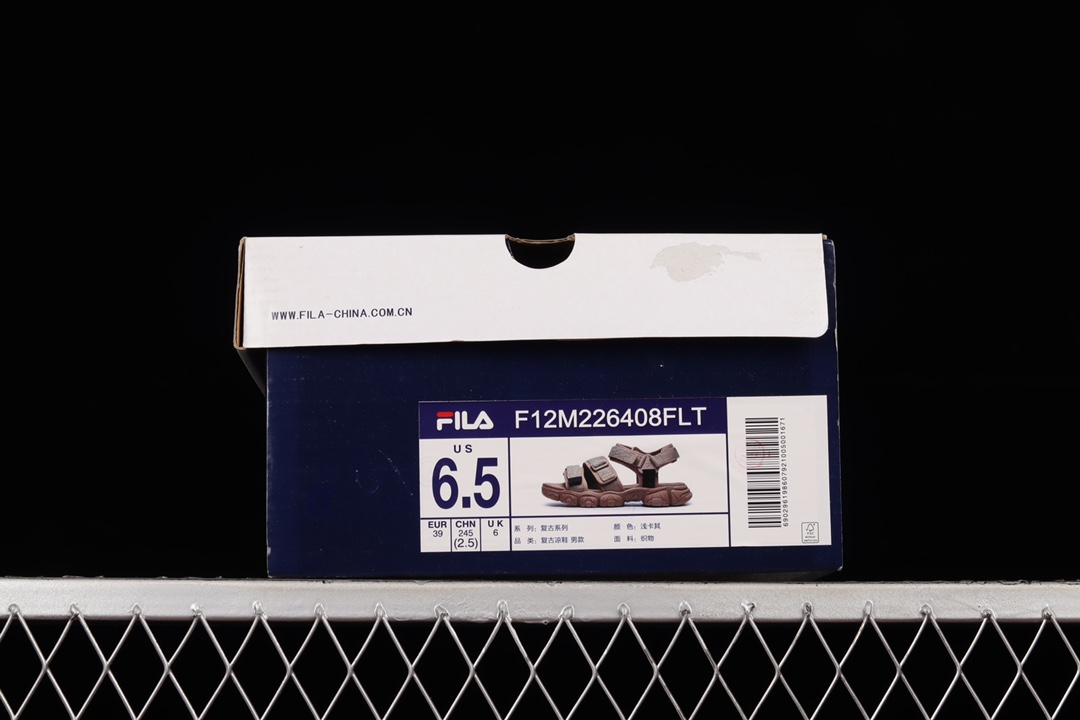 WWW.FILA-CHINA.COM.CN
FILA F12M226408FLT
US
6.5
EUR 39
CHN 245 (2.5)
UK 6
系 列: 复古系列
颜 色: 浅卡其
品 类: 复古凉鞋 男款
面 料: 织物
6902961986079210050016​71